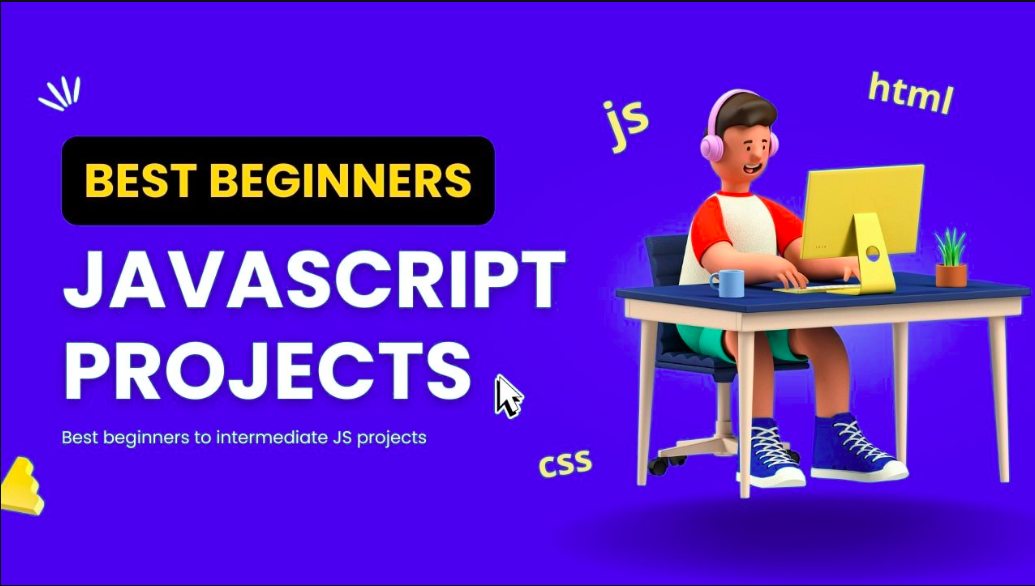 BEST BEGINNERS
JAVASCRIPT
PROJECTS
Best beginners to intermediate JS projects
js
html
css